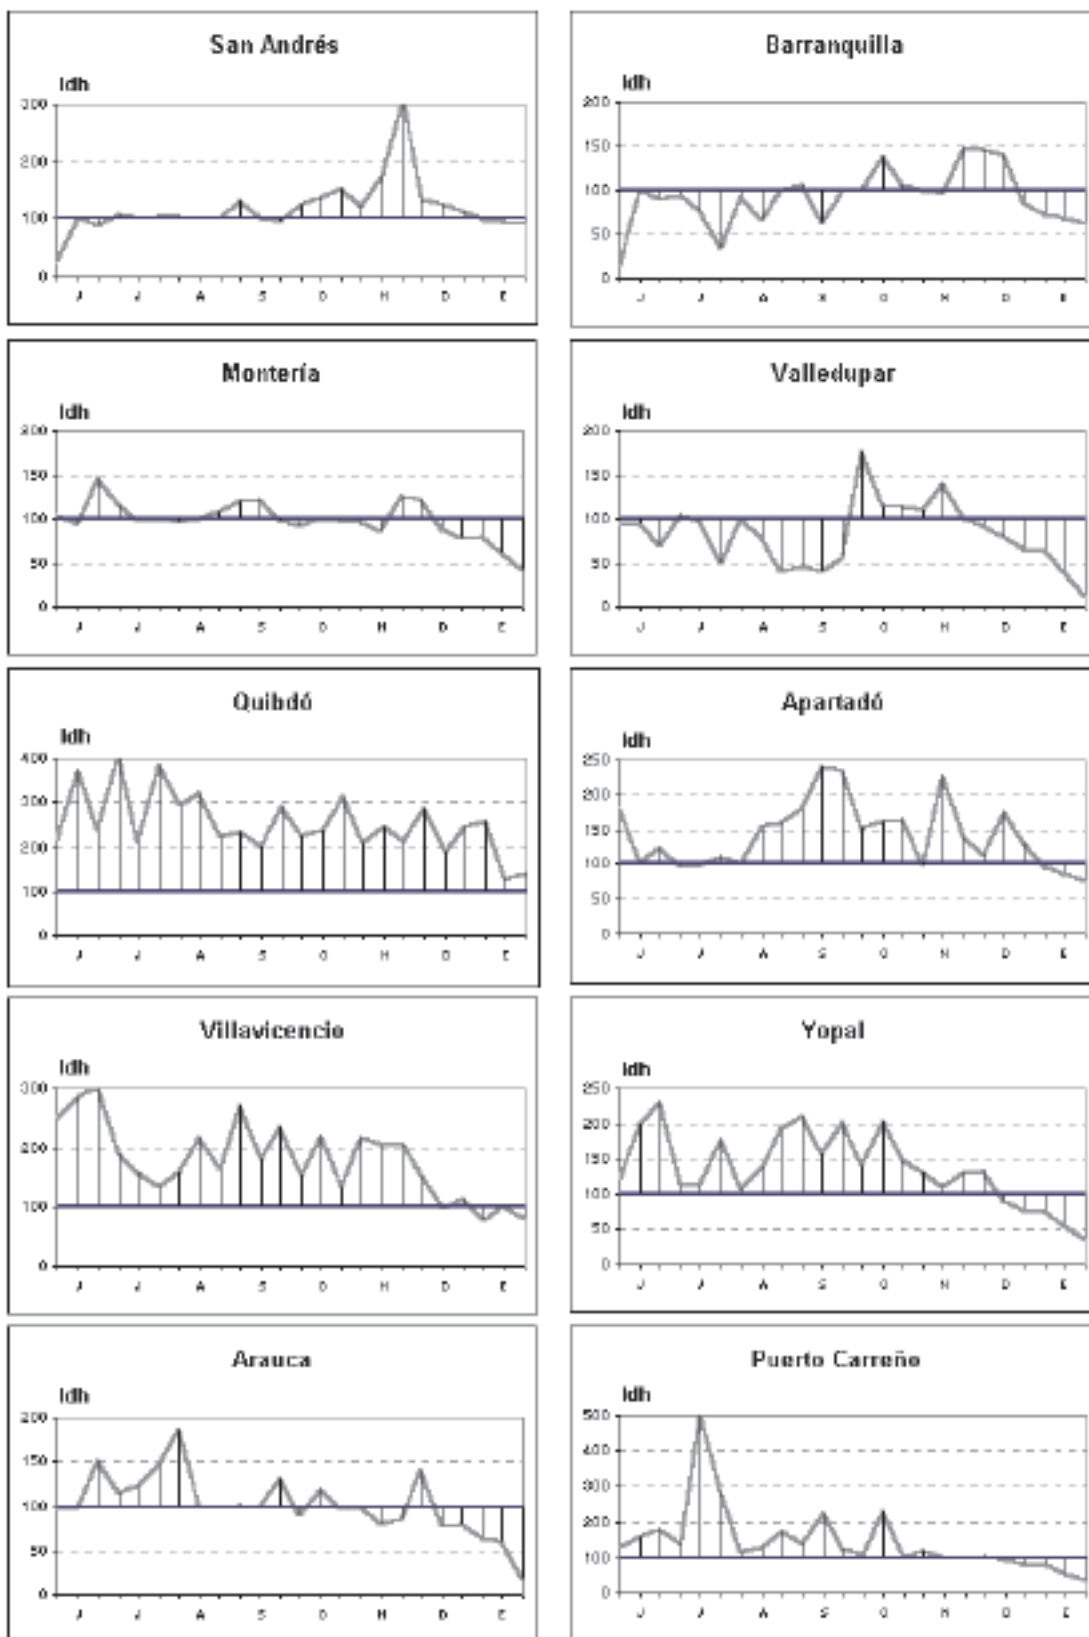 San Andrés
Idh
300
200
100
0
J J A S O N D E
Barranquilla
Idh
200
150
100
50
0
J J A S O N D E
Montería
Idh
200
150
100
50
0
J J A S O N D E
Valledupar
Idh
200
150
100
50
0
J J A S O N D E
Quibdó
Idh
400
300
200
100
0
J J A S O N D E
Apartadó
Idh
250
200
150
100
50
0
J J A S O N D E
Villavicencio
Idh
300
200
100
0
J J A S O N D E
Yopal
Idh
250
200
150
100
50
0
J J A S O N D E
Arauca
Idh
200
150
100
50
0
J J A S O N D E
Puerto Carreño
Idh
500
400
300
200
100
0
J J A S O N D E